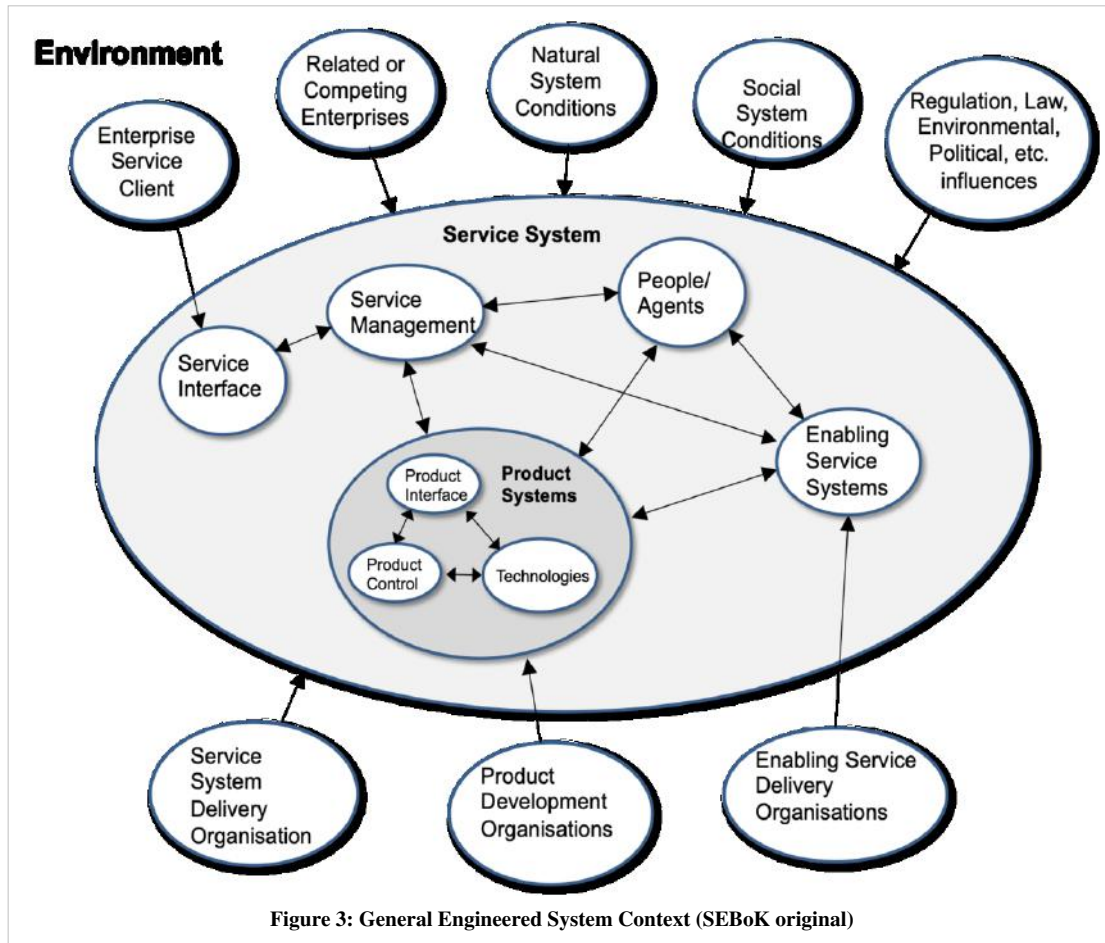 Environment
Related or
Competing
Enterprises
Natural
System
Conditions
Social
System
Conditions
Regulation, Law,
Environmental,
Political, etc.
influences
Enterprise
Service
Client
Service System
Service
Management
People/
Agents
Service
Interface
Enabling
Service
Systems
Product
Systems
Product
Interface
Product
Control
Technologies
Service
System
Delivery
Organisation
Product
Development
Organisations
Enabling Service
Delivery
Organisations
Figure 3: General Engineered System Context (SEBoK original)